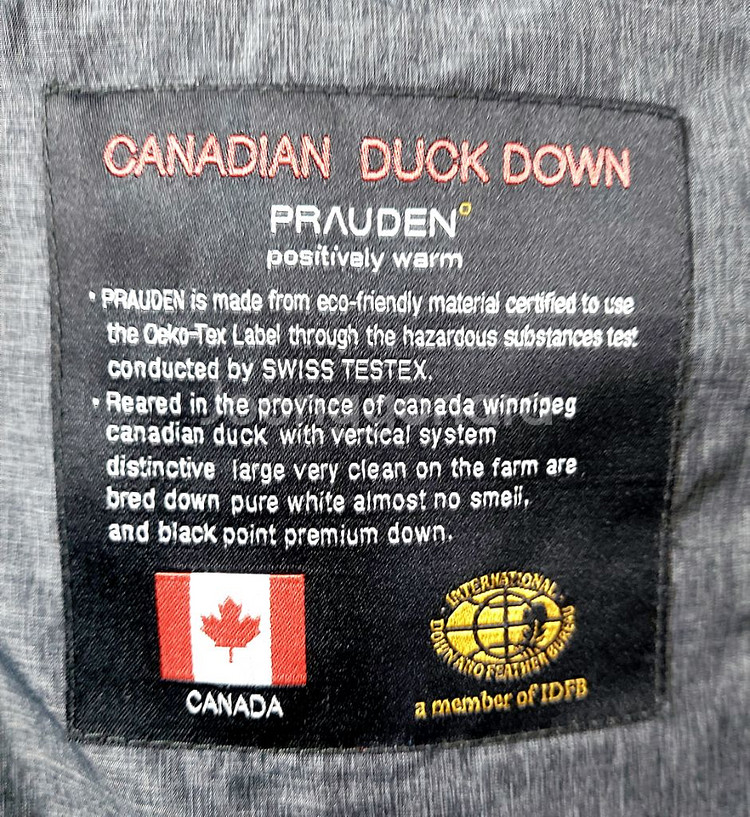 CANADIAN DUCK DOWN
PRAUDEN
positively warm
• PRAUDEN is made from eco-friendly material certified to use
the Oeko-Tex Label through the hazardous substances test
conducted by SWISS TESTEX.
• Reared in the province of canada winnipeg
canadian duck with vertical system
distinctive large very clean on the farm are
bred down pure white almost no smell,
and black point premium down.
CANADA
INTERNATIONAL
DOWN AND FEATHER BUREAU
a member of IDFB